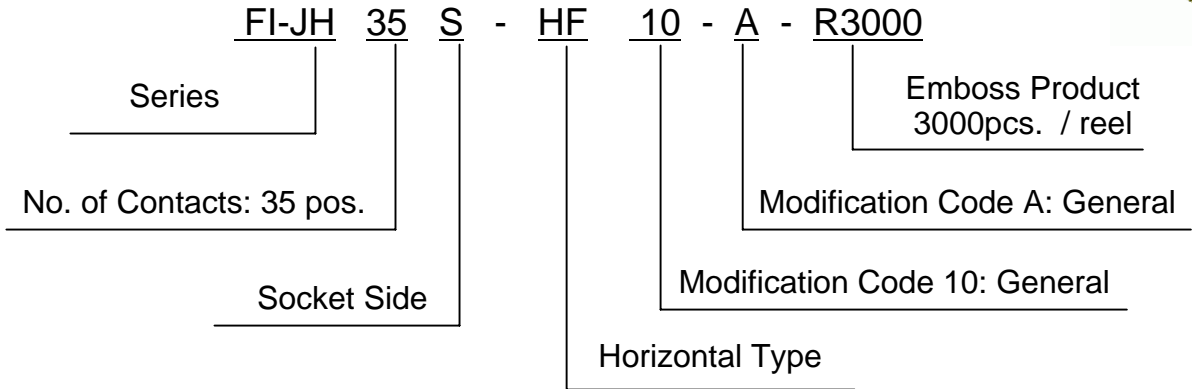 FI-JH 35 S - HF 10 - A - R3000
Series
Emboss Product
3000pcs. / reel
No. of Contacts: 35 pos.
Modification Code A: General
Socket Side
Modification Code 10: General
Horizontal Type